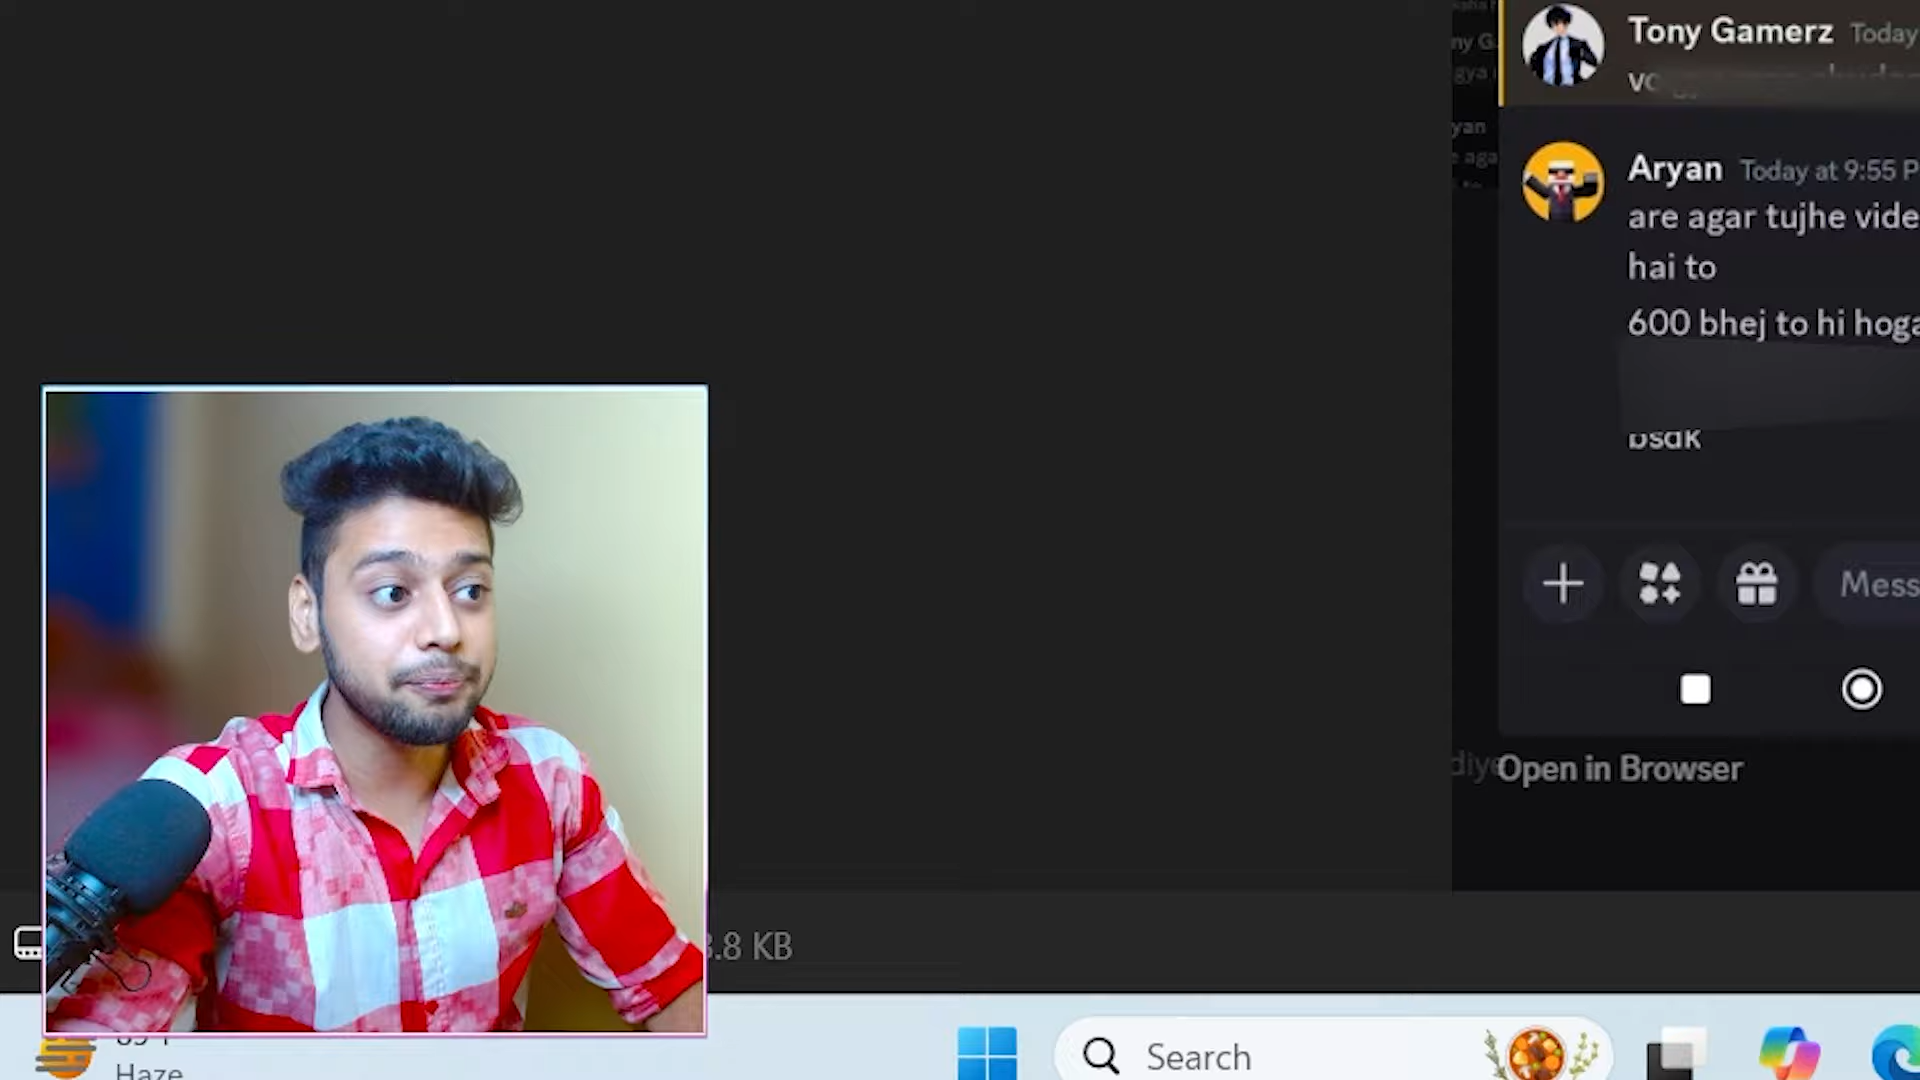 Tony Gamerz Today
Aryan Today at 9:55 P
are agar tujhe vide
hai to
600 bhej to hi hoga
bsdk
Mess
Open in Browser
.8 KB
Search
Haze